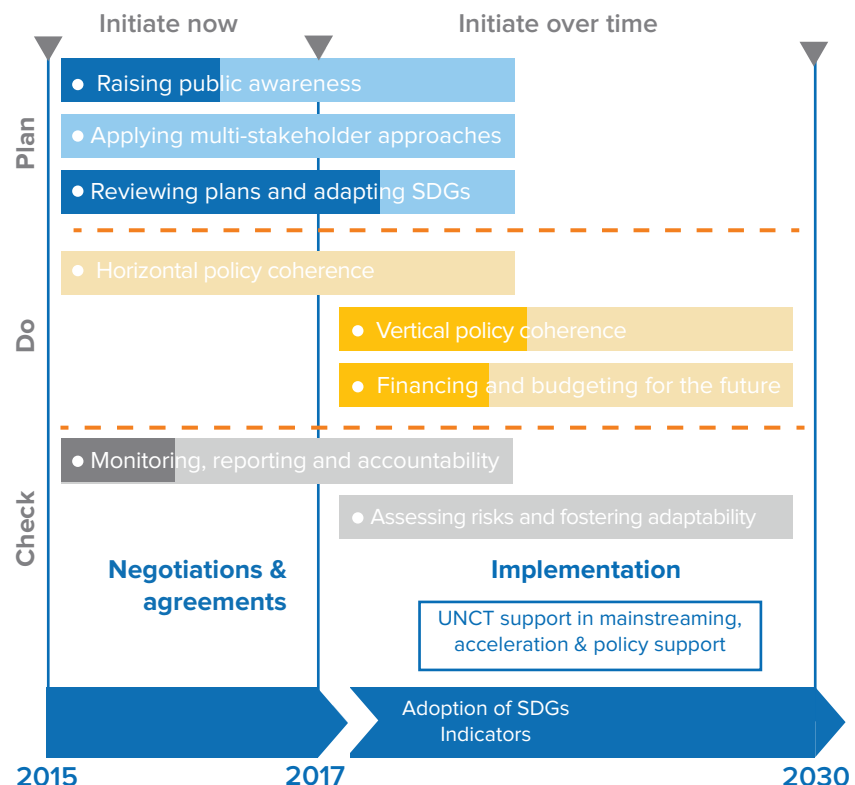 Initiate now
Initiate over time
Plan
• Raising public awareness
• Applying multi-stakeholder approaches
• Reviewing plans and adapting SDGs
Do
• Horizontal policy coherence
• Vertical policy coherence
• Financing and budgeting for the future
Check
• Monitoring, reporting and accountability
• Assessing risks and fostering adaptability
Negotiations &
agreements
Implementation
UNCT support in mainstreaming,
acceleration & policy support
Adoption of SDGs
Indicators
2015
2017
2030